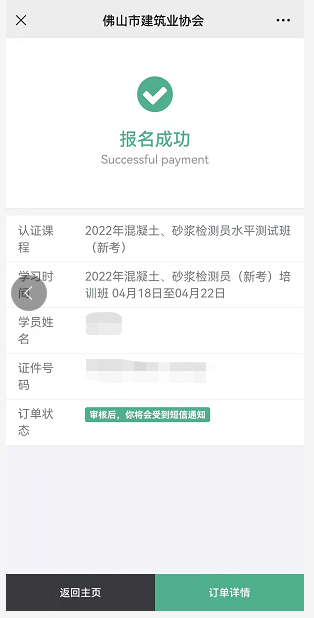 佛山市建筑业协会
报名成功
Successful payment
认证课
程
2022年混凝土、砂浆检测员水平测试班
（新考）
学习时
间
2022年混凝土、砂浆检测员（新考）培
训班 04月18日至04月22日
学员姓
名
证件号
码
订单状
态
审核后，你将会受到短信通知
返回主页
订单详情